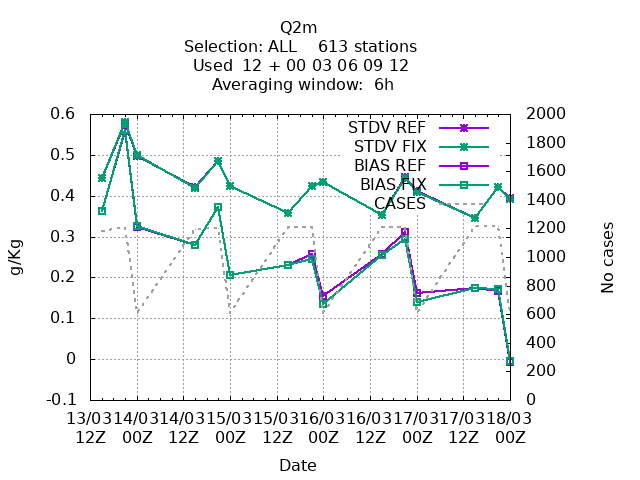 Q2m
Selection: ALL    613 stations
Used  12 + 00 03 06 09 12
Averaging window:  6h
0.6
0.5
0.4
0.3
0.2
0.1
0
-0.1
g/Kg
STDV REF
STDV FIX
BIAS REF
BIAS FIX
CASES
2000
1800
1600
1400
1200
1000
800
600
400
200
0
No cases
13/03 14/03 14/03 15/03 15/03 16/03 16/03 17/03 17/03 18/03
12Z 00Z 12Z 00Z 12Z 00Z 12Z 00Z 12Z 00Z
Date